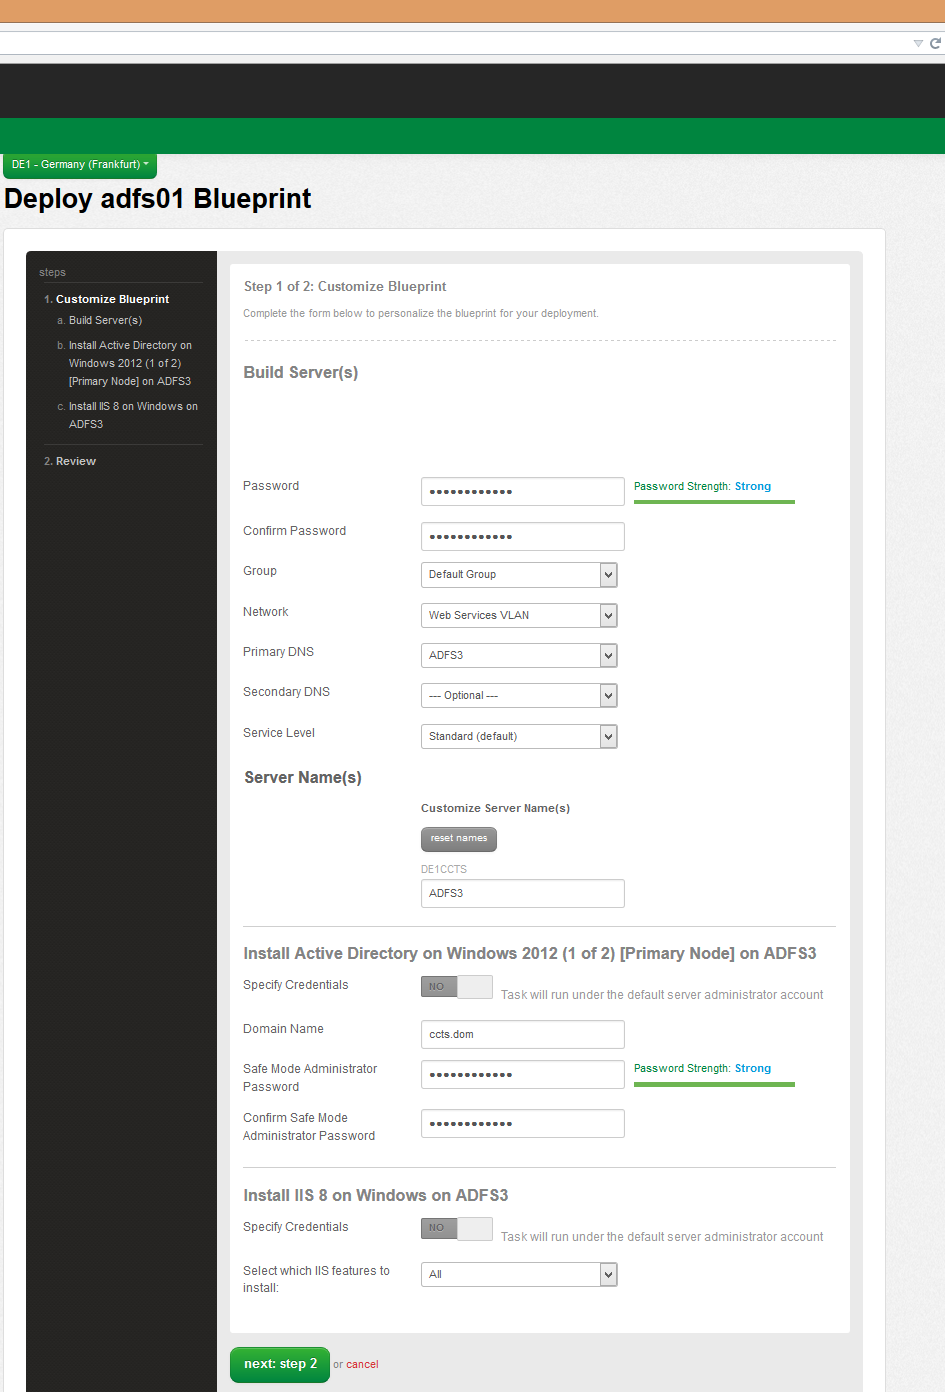 DE1 - Germany (Frankfurt)
Deploy adfs01 Blueprint
steps
1. Customize Blueprint
a. Build Server(s)
b. Install Active Directory on
Windows 2012 (1 of 2)
[Primary Node] on ADFS3
c. Install IIS 8 on Windows on
ADFS3
2. Review
Step 1 of 2: Customize Blueprint
Complete the form below to personalize the blueprint for your deployment.
Build Server(s)
Password
•••••••••••• Password Strength: Strong
Confirm Password
••••••••••••
Group
Default Group
Network
Web Services VLAN
Primary DNS
ADFS3
Secondary DNS
--- Optional ---
Service Level
Standard (default)
Server Name(s)
Customize Server Name(s)
reset names
DE1CCTS
ADFS3
Install Active Directory on Windows 2012 (1 of 2) [Primary Node] on ADFS3
Specify Credentials
NO Task will run under the default server administrator account
Domain Name
ccts.dom
Safe Mode Administrator
Password
•••••••••••• Password Strength: Strong
Confirm Safe Mode
Administrator Password
••••••••••••
Install IIS 8 on Windows on ADFS3
Specify Credentials
NO Task will run under the default server administrator account
Select which IIS features to
install:
All
next: step 2 or cancel